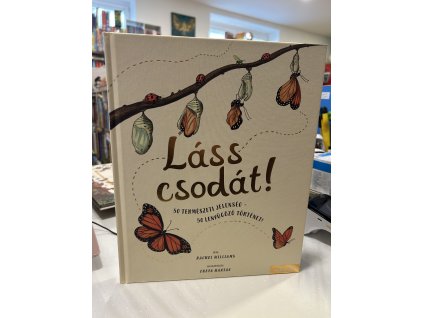 Láss
csodát!
50 TERMÉSZETI JELENSÉG –
50 LENYŰGÖZŐ TÖRTÉNET!
RACHEL WILLIAMS
FREYA HARTAS